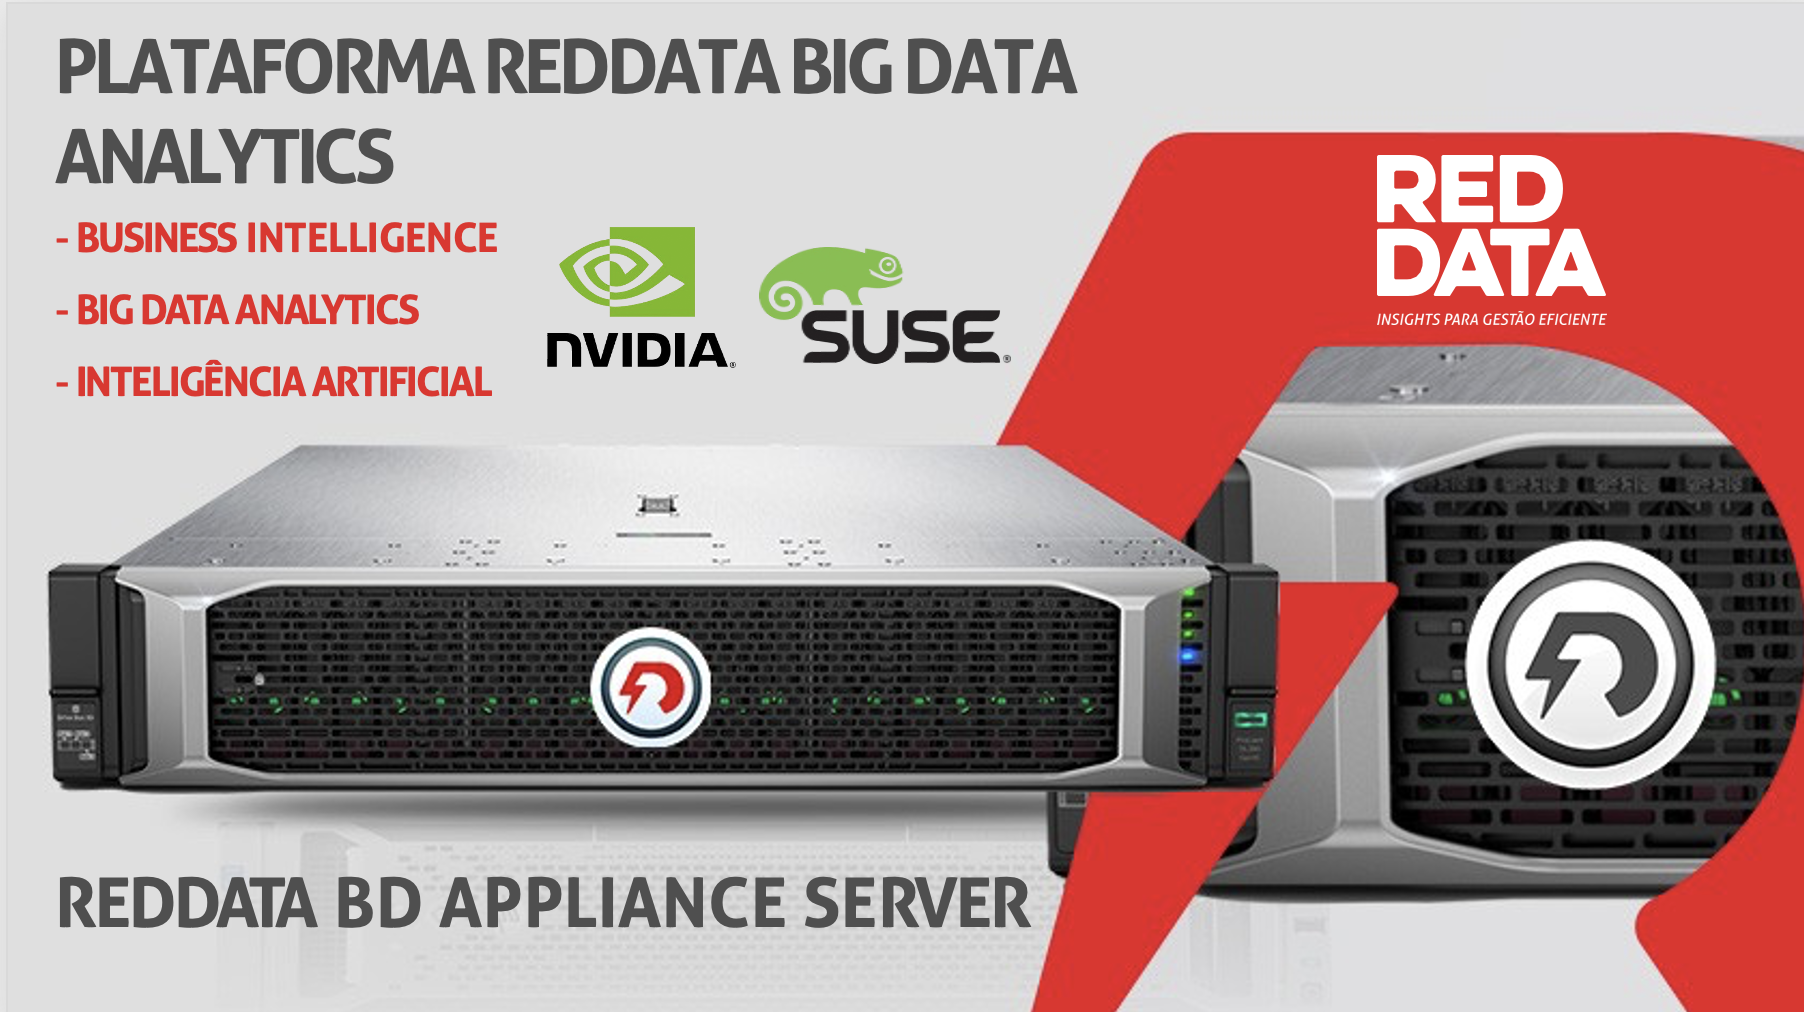 PLATAFORMA REDDATA BIG DATA
ANALYTICS
- BUSINESS INTELLIGENCE
- BIG DATA ANALYTICS
- INTELIGÊNCIA ARTIFICIAL
NVIDIA®
SUSE®
RED
DATA
INSIGHTS PARA GESTÃO EFICIENTE
REDDATA BD APPLIANCE SERVER